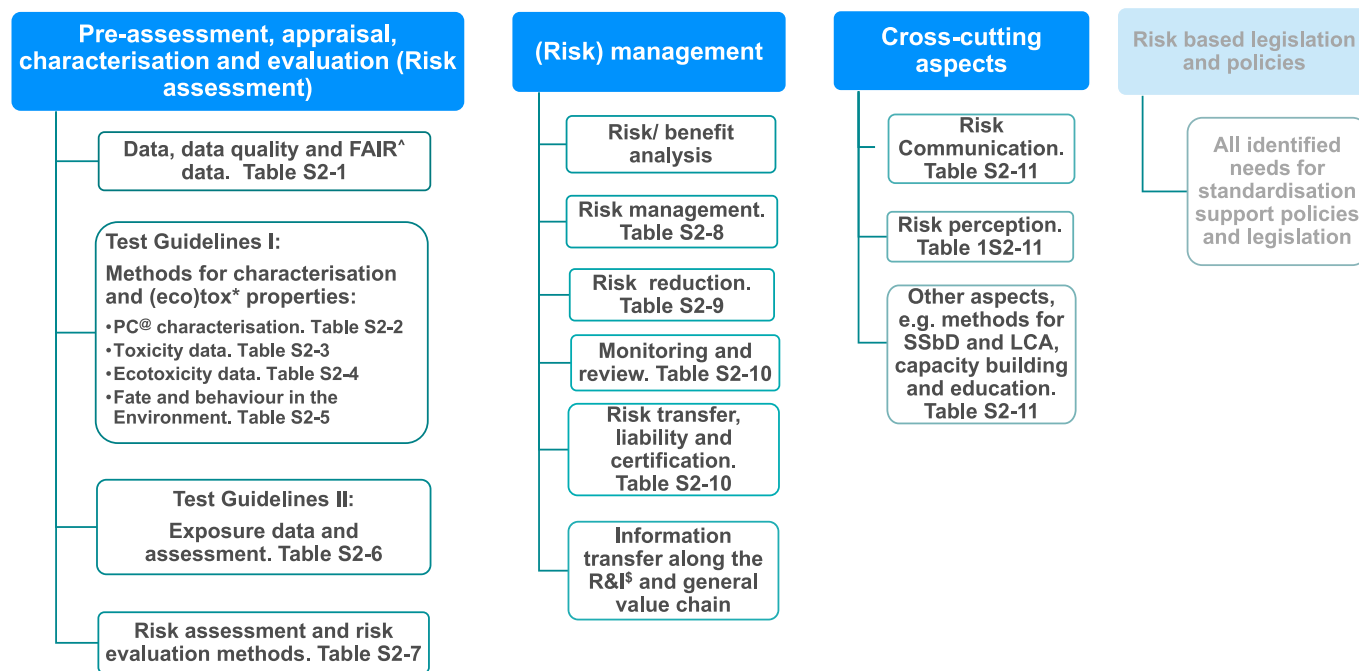 Pre-assessment, appraisal,
characterisation and evaluation (Risk
assessment)
Data, data quality and FAIR^
data. Table S2-1
Test Guidelines I:
Methods for characterisation
and (eco)tox* properties:
•PC@ characterisation. Table S2-2
•Toxicity data. Table S2-3
•Ecotoxicity data. Table S2-4
•Fate and behaviour in the
Environment. Table S2-5
Test Guidelines II:
Exposure data and
assessment. Table S2-6
Risk assessment and risk
evaluation methods. Table S2-7
(Risk) management
Risk/ benefit
analysis
Risk management.
Table S2-8
Risk reduction.
Table S2-9
Monitoring and
review. Table S2-10
Risk transfer,
liability and
certification.
Table S2-10
Information
transfer along the
R&I$ and general
value chain
Cross-cutting
aspects
Risk
Communication.
Table S2-11
Risk perception.
Table 1S2-11
Other aspects,
e.g. methods for
SSbD and LCA,
capacity building
and education.
Table S2-11
Risk based legislation
and policies
All identified
needs for
standardisation
support policies
and legislation